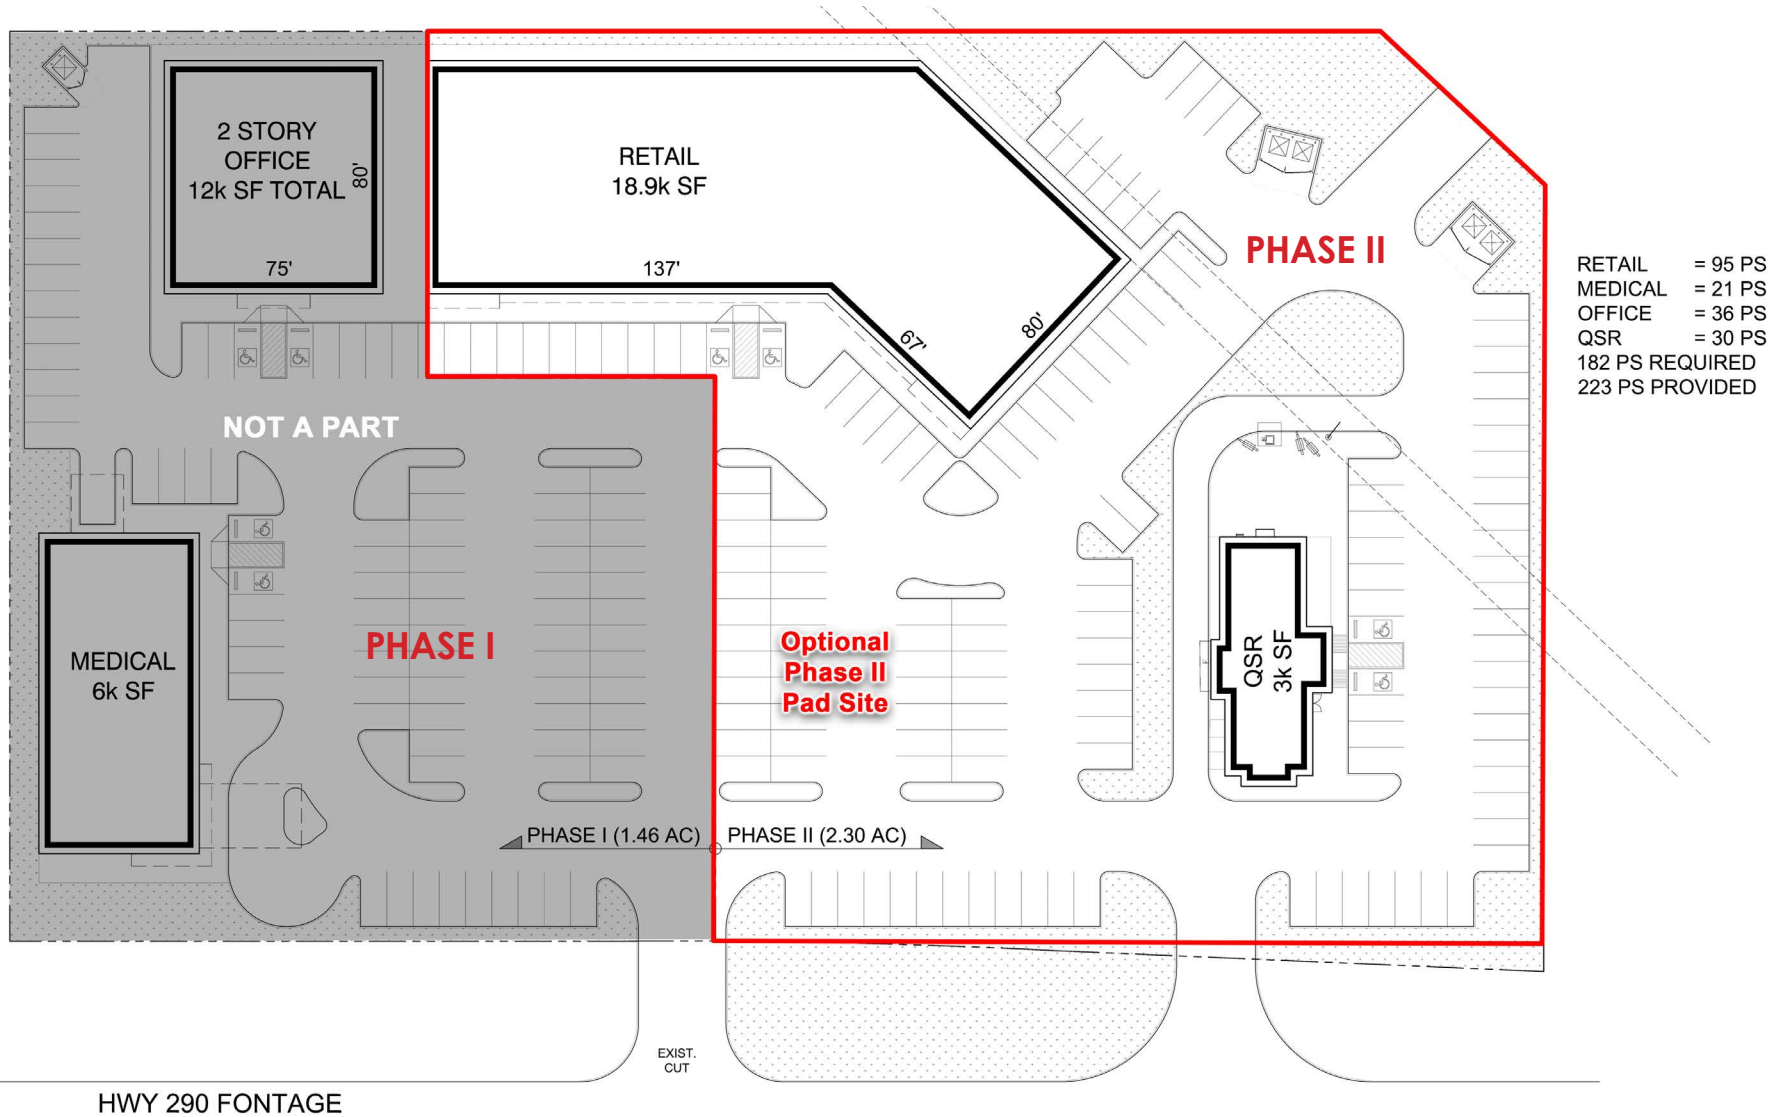 2 STORY
OFFICE
12k SF TOTAL
80'
75'
RETAIL
18.9k SF
137'
67'
80'
PHASE II
RETAIL = 95 PS
MEDICAL = 21 PS
OFFICE = 36 PS
QSR = 30 PS
182 PS REQUIRED
223 PS PROVIDED
NOT A PART
MEDICAL
6k SF
PHASE I
Optional
Phase II
Pad Site
QSR
3k SF
PHASE I (1.46 AC)
PHASE II (2.30 AC)
EXIST.
CUT
HWY 290 FONTAGE